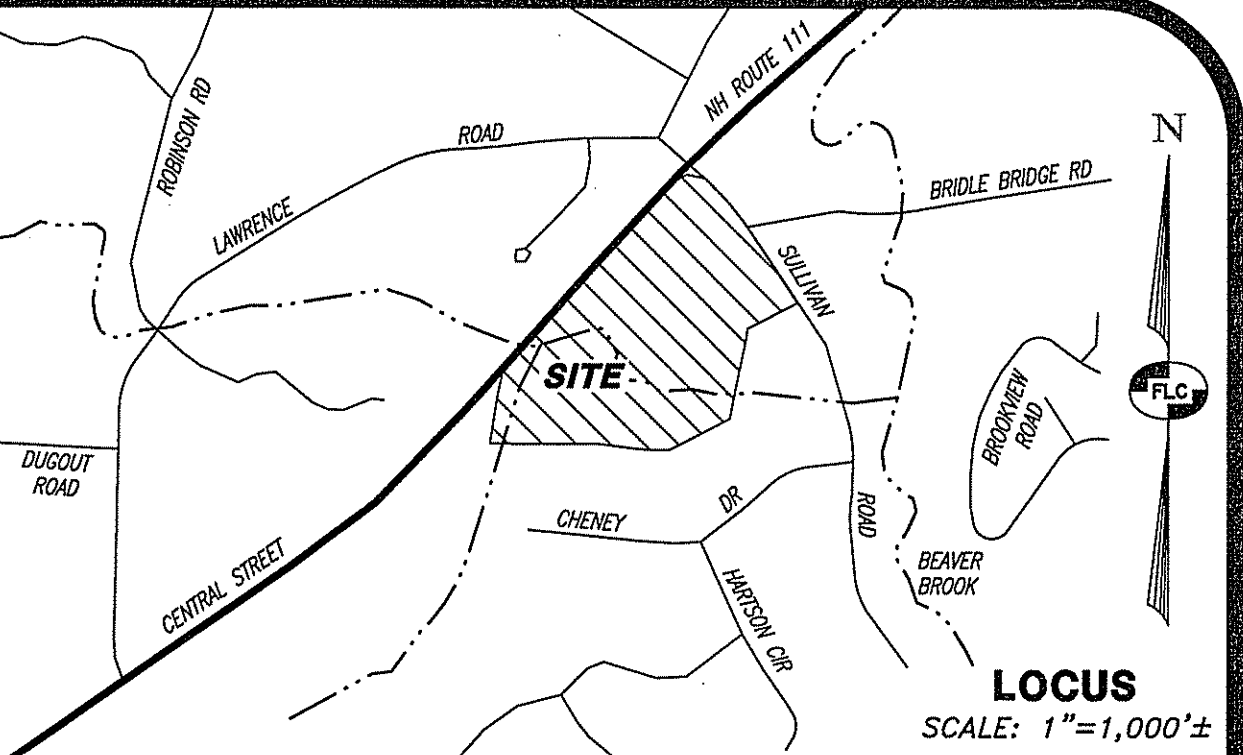 NH ROUTE 111
ROBINSON RD
ROAD
N
BRIDLE BRIDGE RD
LAWRENCE
SULLIVAN
SITE
FLC
BROOKVIEW
ROAD
DUGOUT
ROAD
DR
CHENEY
ROAD
CENTRAL STREET
BEAVER
BROOK
HARTSON CIR
LOCUS
SCALE: 1"=1,000'±